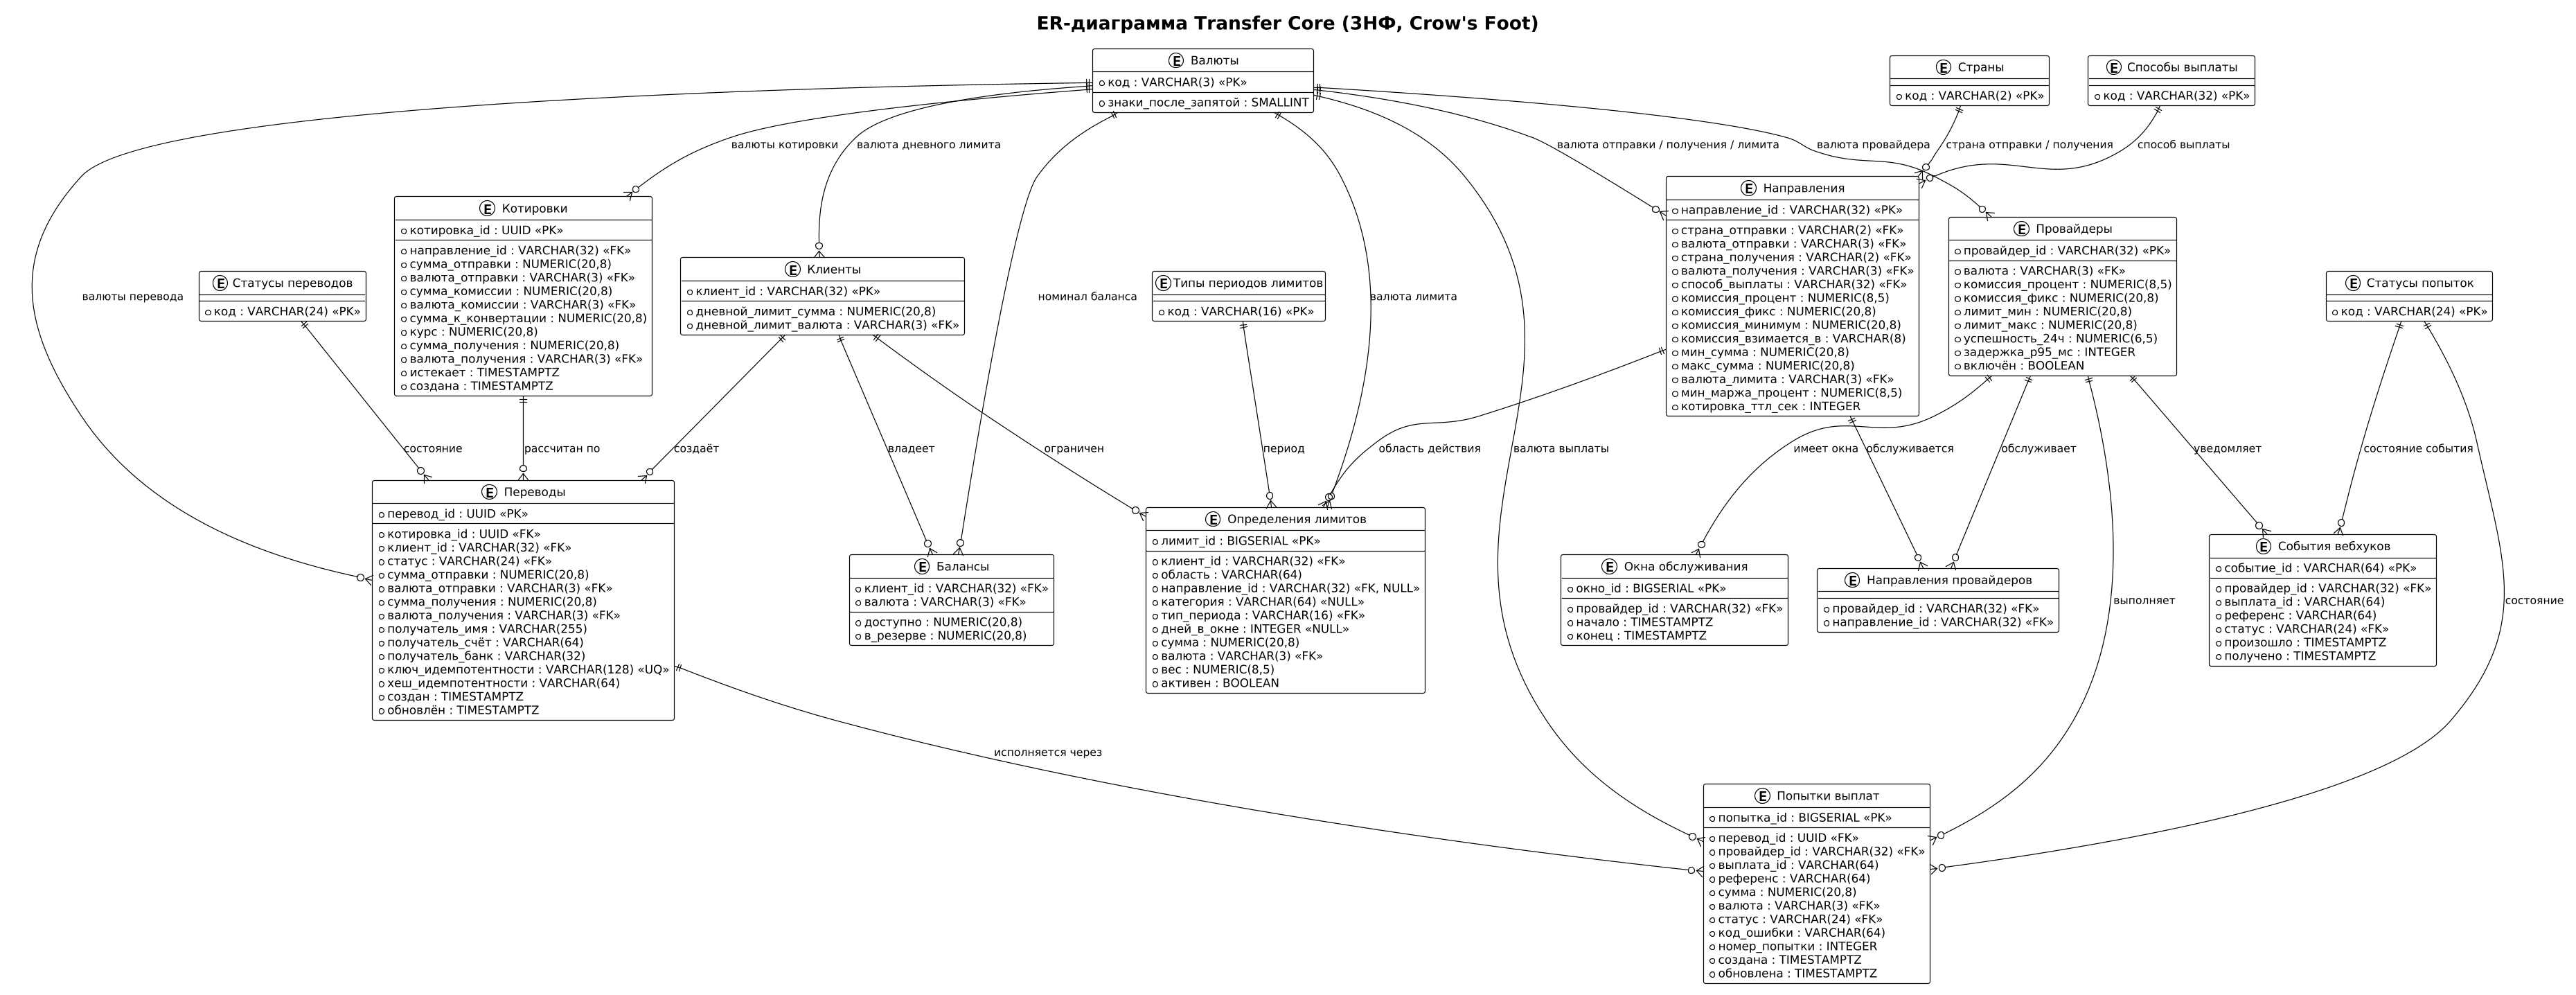 ER-диаграмма Transfer Core (3НФ, Crow's Foot)
Валюты
код : VARCHAR(3) «PK»
знаки_после_запятой : SMALLINT
Страны
код : VARCHAR(2) «PK»
Способы выплаты
код : VARCHAR(32) «PK»
валюты котировки
валюта дневного лимита
валюта отправки / получения / лимита
валюта провайдера
страна отправки / получения
способ выплаты
Котировки
котировка_id : UUID «PK»
направление_id : VARCHAR(32) «FK»
сумма_отправки : NUMERIC(20,8)
валюта_отправки : VARCHAR(3) «FK»
сумма_комиссии : NUMERIC(20,8)
валюта_комиссии : VARCHAR(3) «FK»
сумма_к_конвертации : NUMERIC(20,8)
курс : NUMERIC(20,8)
сумма_получения : NUMERIC(20,8)
валюта_получения : VARCHAR(3) «FK»
истекает : TIMESTAMPTZ
создана : TIMESTAMPTZ
Направления
направление_id : VARCHAR(32) «PK»
страна_отправки : VARCHAR(2) «FK»
валюта_отправки : VARCHAR(3) «FK»
страна_получения : VARCHAR(2) «FK»
валюта_получения : VARCHAR(3) «FK»
способ_выплаты : VARCHAR(32) «FK»
комиссия_процент : NUMERIC(8,5)
комиссия_фикс : NUMERIC(20,8)
комиссия_минимум : NUMERIC(20,8)
комиссия_взимается_в : VARCHAR(8)
мин_сумма : NUMERIC(20,8)
макс_сумма : NUMERIC(20,8)
валюта_лимита : VARCHAR(3) «FK»
мин_маржа_процент : NUMERIC(8,5)
котировка_ттл_сек : INTEGER
Провайдеры
провайдер_id : VARCHAR(32) «PK»
валюта : VARCHAR(3) «FK»
комиссия_процент : NUMERIC(8,5)
комиссия_фикс : NUMERIC(20,8)
лимит_мин : NUMERIC(20,8)
лимит_макс : NUMERIC(20,8)
успешность_24ч : NUMERIC(6,5)
задержка_p95_мс : INTEGER
включён : BOOLEAN
Статусы переводов
код : VARCHAR(24) «PK»
Клиенты
клиент_id : VARCHAR(32) «PK»
дневной_лимит_сумма : NUMERIC(20,8)
дневной_лимит_валюта : VARCHAR(3) «FK»
Типы периодов лимитов
код : VARCHAR(16) «PK»
Статусы попыток
код : VARCHAR(24) «PK»
валюты перевода
номинал баланса
валюта лимита
состояние
рассчитан по
создаёт
владеет
ограничен
период
область действия
валюта выплаты
имеет окна
обслуживается
обслуживает
уведомляет
состояние события
Переводы
перевод_id : UUID «PK»
котировка_id : UUID «FK»
клиент_id : VARCHAR(32) «FK»
статус : VARCHAR(24) «FK»
сумма_отправки : NUMERIC(20,8)
валюта_отправки : VARCHAR(3) «FK»
сумма_получения : NUMERIC(20,8)
валюта_получения : VARCHAR(3) «FK»
получатель_имя : VARCHAR(255)
получатель_счёт : VARCHAR(64)
получатель_банк : VARCHAR(32)
ключ_идемпотентности : VARCHAR(128) «UQ»
хеш_идемпотентности : VARCHAR(64)
создан : TIMESTAMPTZ
обновлён : TIMESTAMPTZ
Балансы
клиент_id : VARCHAR(32) «FK»
валюта : VARCHAR(3) «FK»
доступно : NUMERIC(20,8)
в_резерве : NUMERIC(20,8)
Определения лимитов
лимит_id : BIGSERIAL «PK»
клиент_id : VARCHAR(32) «FK»
область : VARCHAR(64)
направление_id : VARCHAR(32) «FK, NULL»
категория : VARCHAR(64) «NULL»
тип_периода : VARCHAR(16) «FK»
дней_в_окне : INTEGER «NULL»
сумма : NUMERIC(20,8)
валюта : VARCHAR(3) «FK»
вес : NUMERIC(8,5)
активен : BOOLEAN
Окна обслуживания
окно_id : BIGSERIAL «PK»
провайдер_id : VARCHAR(32) «FK»
начало : TIMESTAMPTZ
конец : TIMESTAMPTZ
Направления провайдеров
провайдер_id : VARCHAR(32) «FK»
направление_id : VARCHAR(32) «FK»
События вебхуков
событие_id : VARCHAR(64) «PK»
провайдер_id : VARCHAR(32) «FK»
выплата_id : VARCHAR(64)
референс : VARCHAR(64)
статус : VARCHAR(24) «FK»
произошло : TIMESTAMPTZ
получено : TIMESTAMPTZ
выполняет
состояние
исполняется через
Попытки выплат
попытка_id : BIGSERIAL «PK»
перевод_id : UUID «FK»
провайдер_id : VARCHAR(32) «FK»
выплата_id : VARCHAR(64)
референс : VARCHAR(64)
сумма : NUMERIC(20,8)
валюта : VARCHAR(3) «FK»
статус : VARCHAR(24) «FK»
код_ошибки : VARCHAR(64)
номер_попытки : INTEGER
создана : TIMESTAMPTZ
обновлена : TIMESTAMPTZ